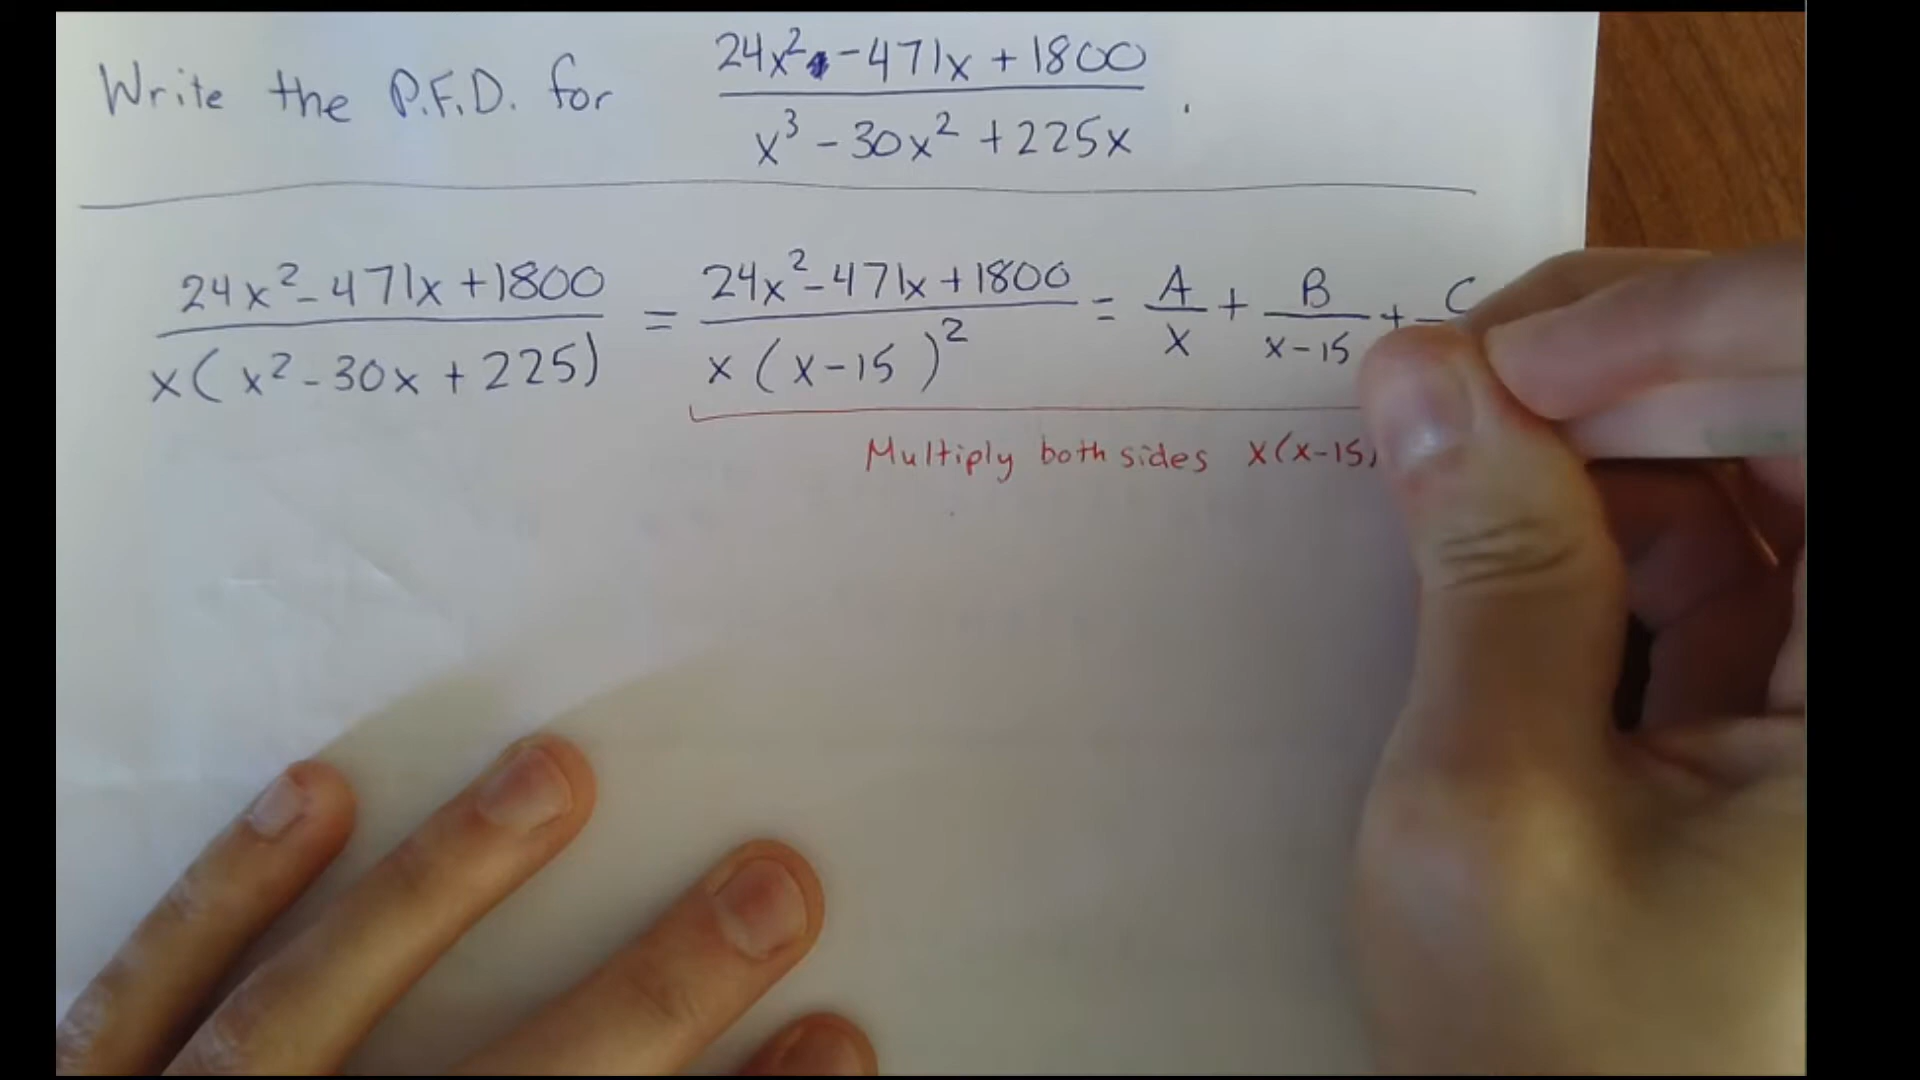 Write the P.F.D. for (24x² - 471x + 1800)/(x³ - 30x² + 225x).
(24x² - 471x + 1800)/(x(x² - 30x + 225)) = (24x² - 471x + 1800)/(x(x-15)²) = A/x + B/(x-15) + C
Multiply both sides x(x-15)